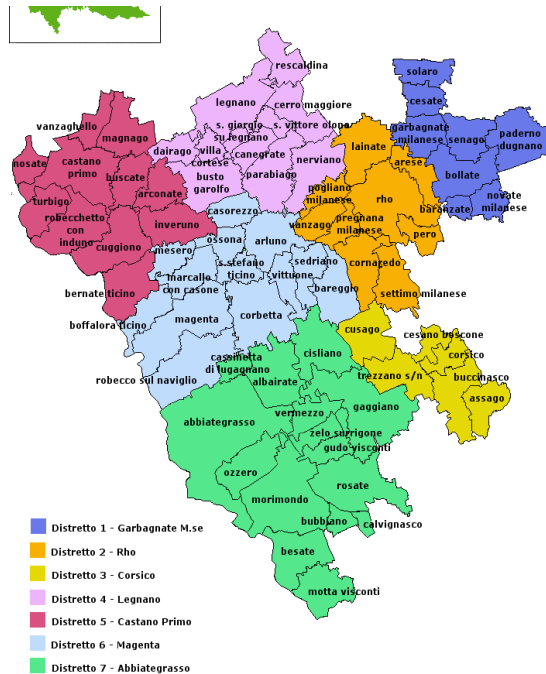 rescaldina
solaro
legnano
cerro maggiore
cesate
vanzaghello
magnago
s. giorgio
su legnano
s. vittore olona
garbagnate
milanese
senago
paderno
dugnano
dairago
villa
cortese
canegrate
nerviano
lainate
arese
nosate
castano
primo
buscate
busto
garolfo
parabiago
bollate
arconate
pogliano
milanese
rho
turbigo
casorezzo
baranzate
novate
milanese
robecchetto
con
induno
inveruno
vanzago
pregnana
milanese
pero
cuggiono
ossona
arluno
mesero
s.stefano
ticino
sedriano
vittuone
cornaredo
marcallo
con casone
bareggio
bernate ticino
settimo milanese
boffalora ticino
magenta
corbetta
cusago
cesano boscone
corsico
cassinetta
di lugagnano
cisliano
robecco sul naviglio
albairate
trezzano s/n
buccinasco
assago
abbiategrasso
vermezzo
gaggiano
zelo surrigone
gudo visconti
ozzero
morimondo
rosate
bubbiano
calvignasco
besate
motta visconti
Distretto 1 - Garbagnate M.se
Distretto 2 - Rho
Distretto 3 - Corsico
Distretto 4 - Legnano
Distretto 5 - Castano Primo
Distretto 6 - Magenta
Distretto 7 - Abbiategrasso